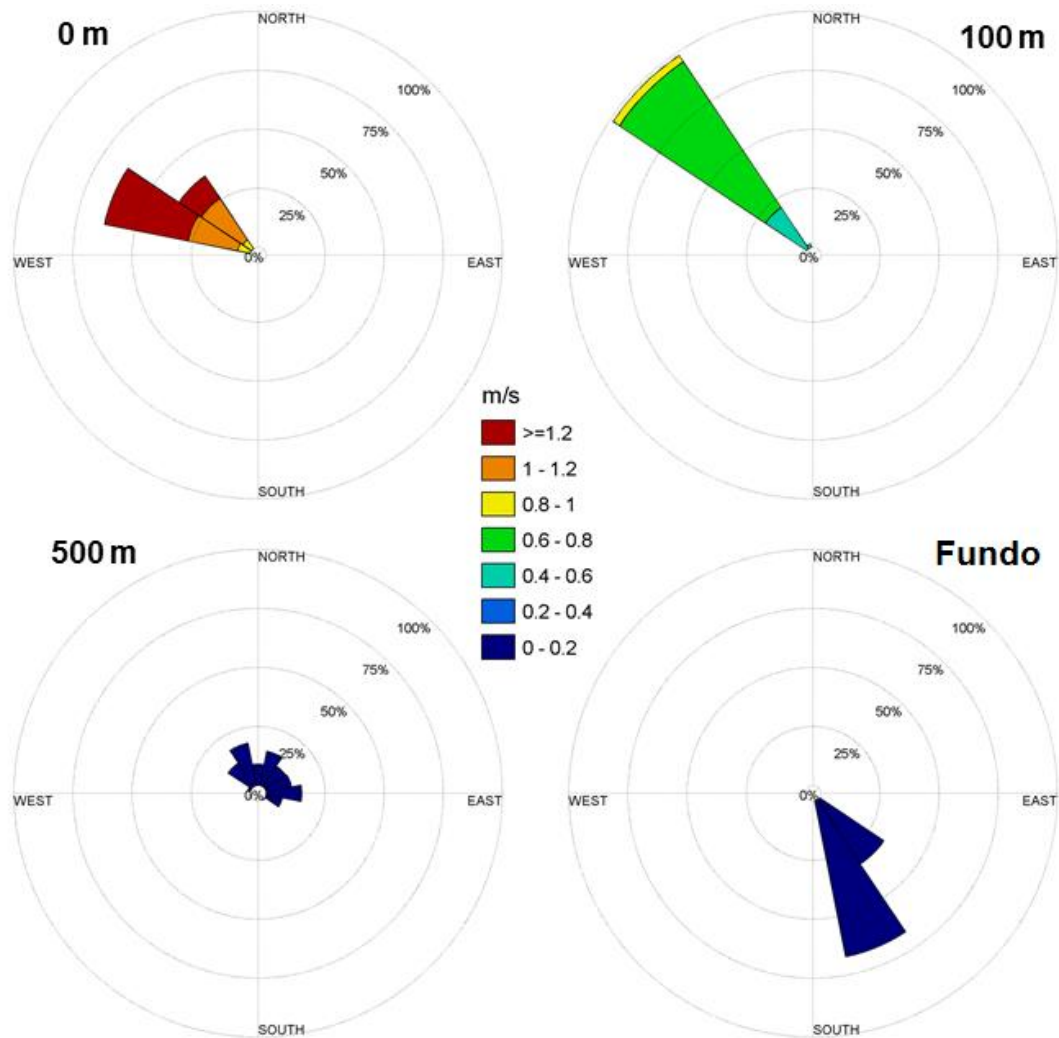 0 m
NORTH
100%
75%
50%
25%
0%
WEST
EAST
SOUTH
100 m
NORTH
100%
75%
50%
25%
0%
WEST
EAST
SOUTH
m/s
>=1.2
1 - 1.2
0.8 - 1
0.6 - 0.8
0.4 - 0.6
0.2 - 0.4
0 - 0.2
500 m
NORTH
100%
75%
50%
25%
0%
WEST
EAST
SOUTH
Fundo
NORTH
100%
75%
50%
25%
0%
WEST
EAST
SOUTH